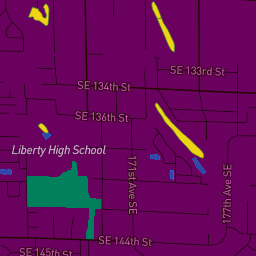 SE 133rd St
SE 134th St
SE 136th St
Liberty High School
171st Ave SE
177th Ave SE
SE 144th St
SE 145th St